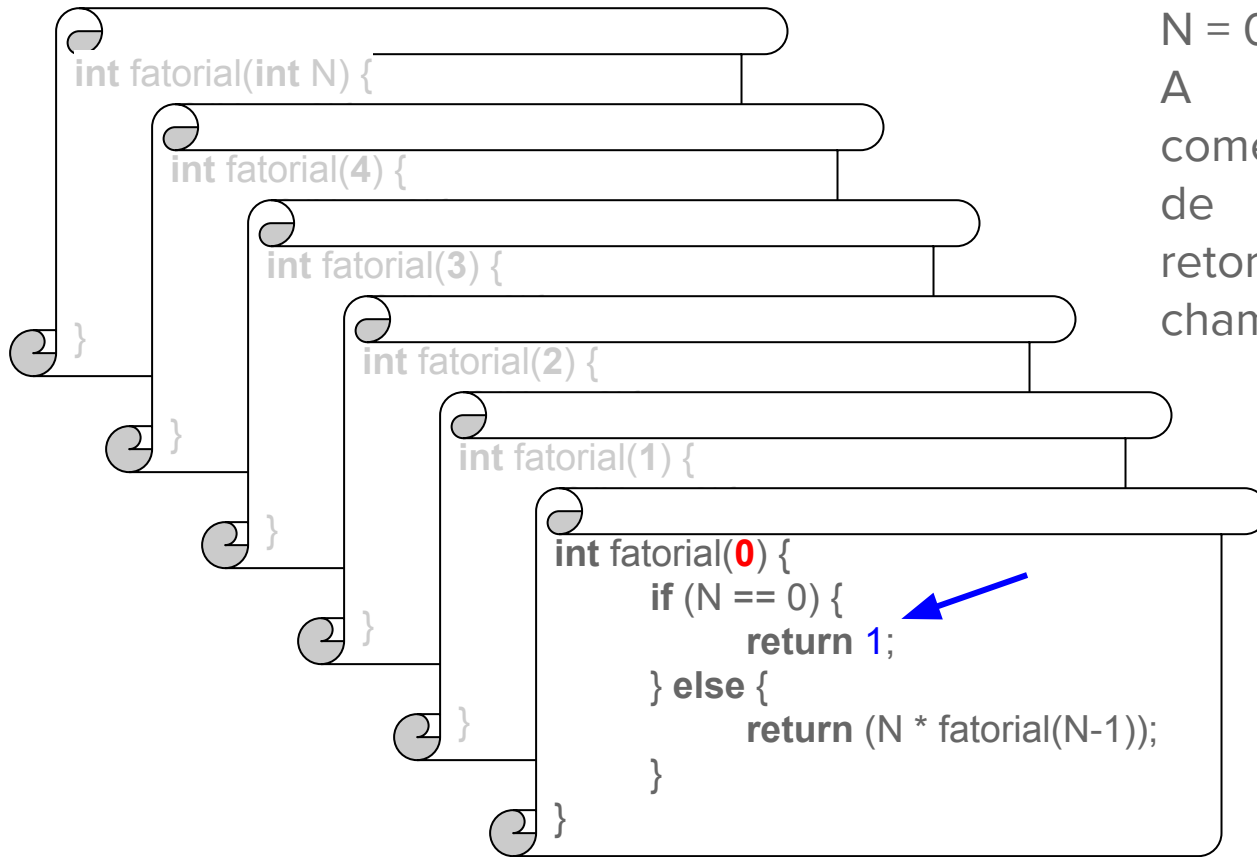 int fatorial(int N) {
int fatorial(4) {
int fatorial(3) {
int fatorial(2) {
int fatorial(1) {
int fatorial(0) {
if (N == 0) {
return 1;
} else {
return (N * fatorial(N-1));
}
}
}
}
}
}
}
N = 0
A
de